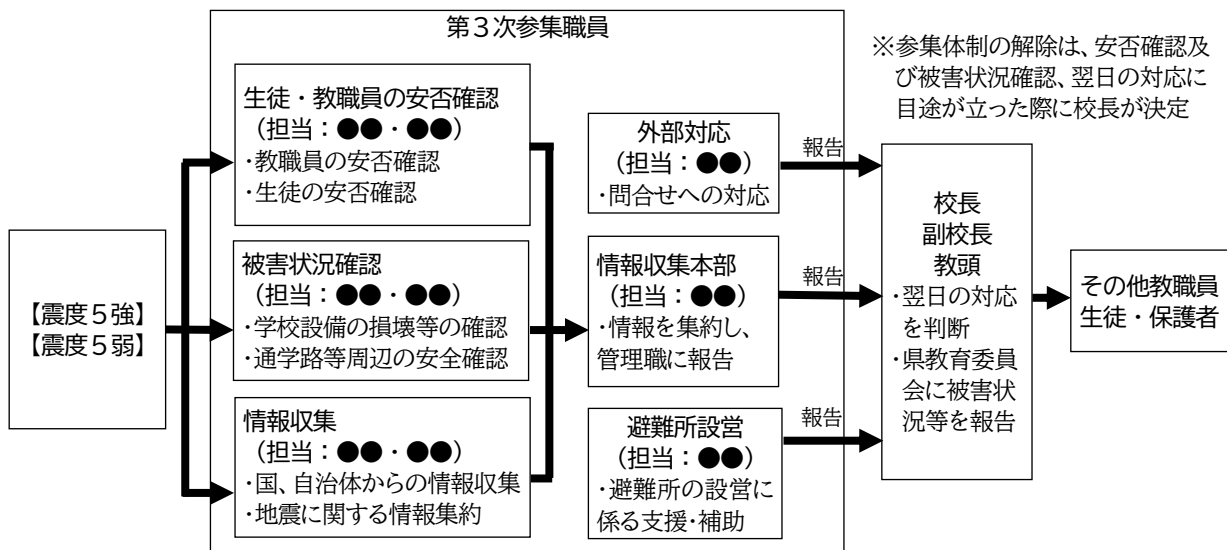 第３次参集職員
※参集体制の解除は、安否確認及
び被害状況確認、翌日の対応に
目途が立った際に校長が決定
【震度５強】
【震度５弱】
生徒・教職員の安否確認
（担当：●●・●●）
・教職員の安否確認
・生徒の安否確認
被害状況確認
（担当：●●・●●）
・学校設備の損壊等の確認
・通学路等周辺の安全確認
情報収集
（担当：●●・●●）
・国、自治体からの情報収集
・地震に関する情報集約
外部対応
（担当：●●）
・問合せへの対応
報告
情報収集本部
（担当：●●）
・情報を集約し、
管理職に報告
報告
避難所設営
（担当：●●）
・避難所の設営に
係る支援・補助
報告
校長
副校長
教頭
・翌日の対応
を判断
・県教育委員
会に被害状
況等を報告
その他教職員
生徒・保護者